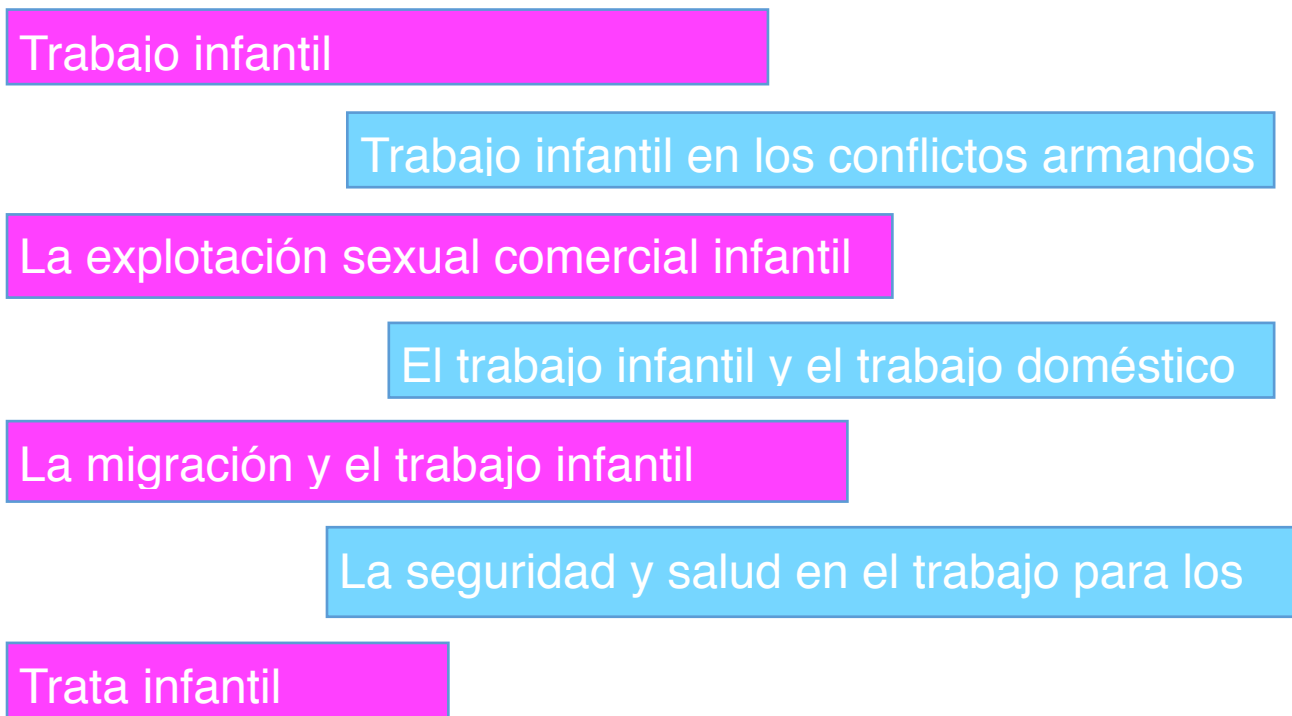 Trabajo infantil
Trabajo infantil en los conflictos armandos
La explotación sexual comercial infantil
El trabajo infantil y el trabajo doméstico
La migración y el trabajo infantil
La seguridad y salud en el trabajo para los
Trata infantil